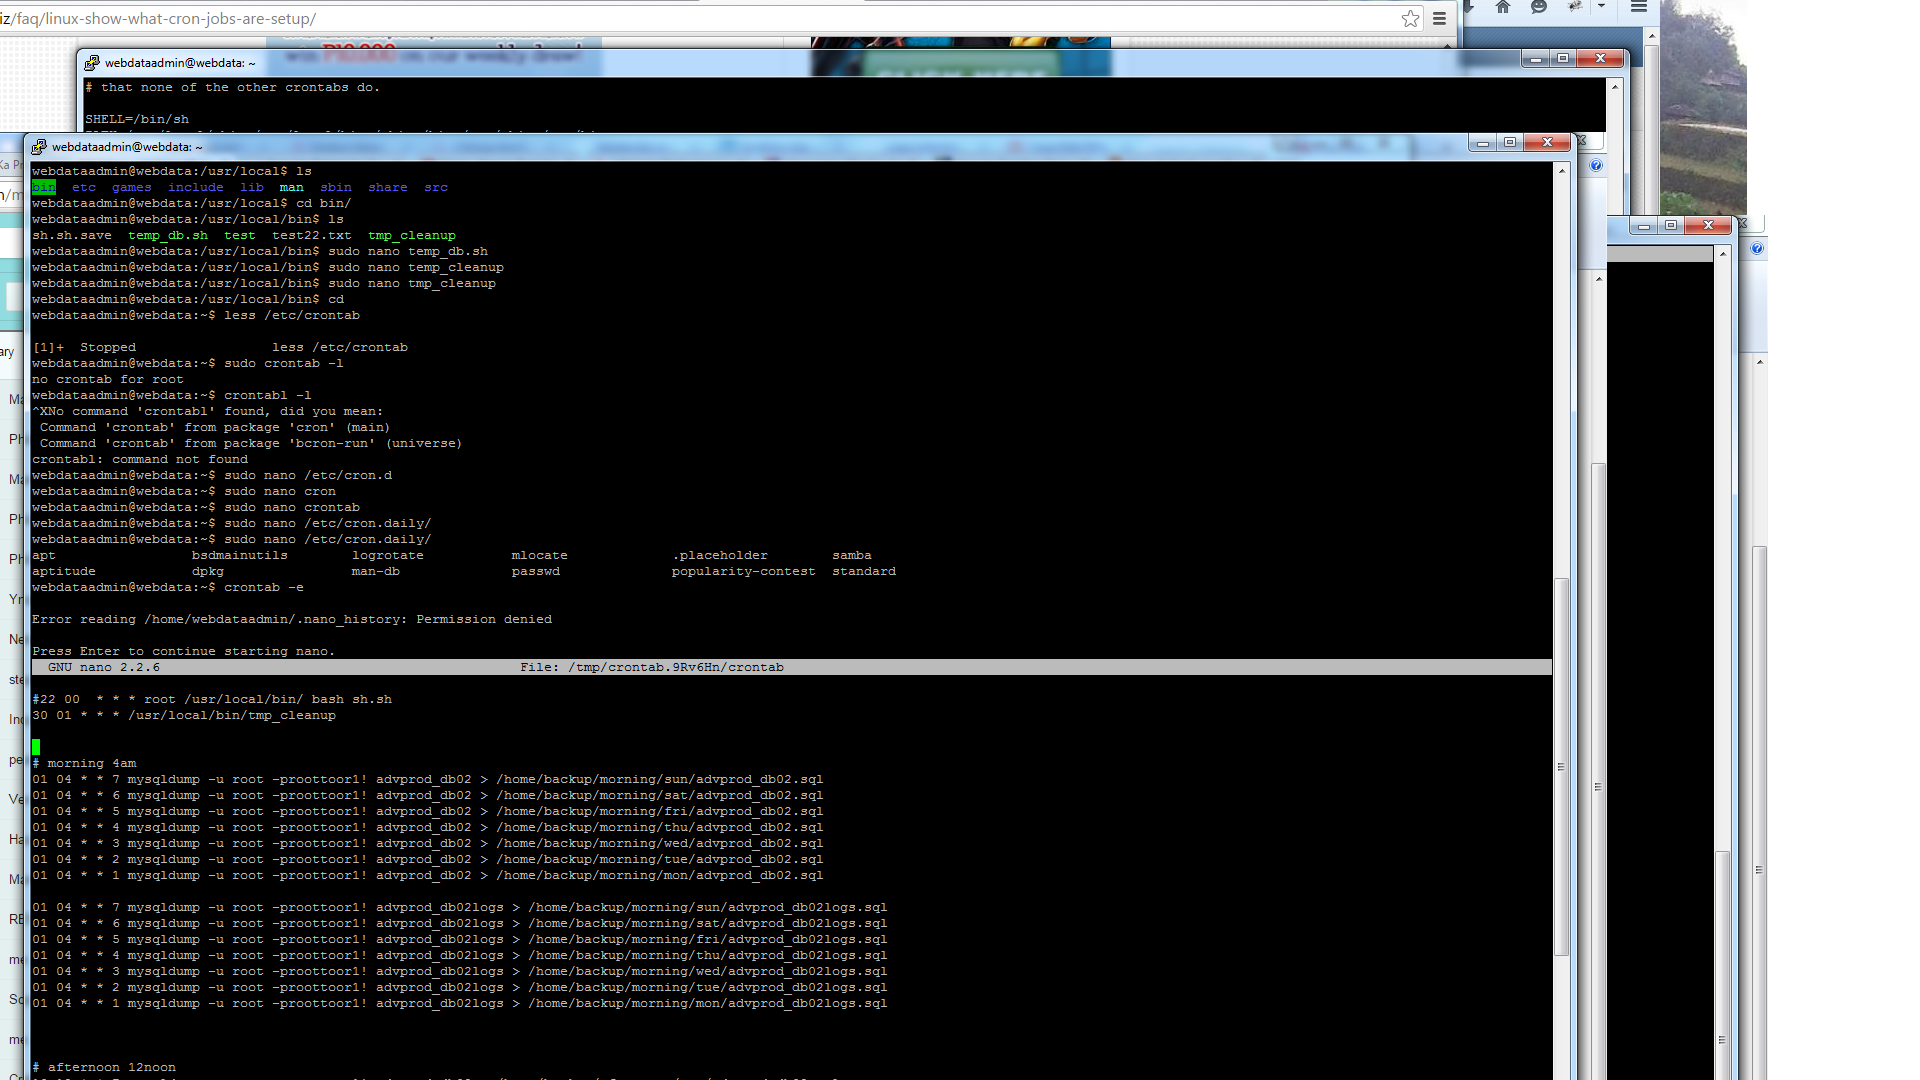 iz/faq/linux-show-what-cron-jobs-are-setup/
webdataadmin@webdata: ~
# that none of the other crontabs do.
SHELL=/bin/sh
webdataadmin@webdata: ~
webdataadmin@webdata:/usr/local$ ls
bin etc games include lib man sbin share src
webdataadmin@webdata:/usr/local$ cd bin/
webdataadmin@webdata:/usr/local/bin$ ls
sh.sh.save temp_db.sh test test22.txt tmp_cleanup
webdataadmin@webdata:/usr/local/bin$ sudo nano temp_db.sh
webdataadmin@webdata:/usr/local/bin$ sudo nano temp_cleanup
webdataadmin@webdata:/usr/local/bin$ sudo nano tmp_cleanup
webdataadmin@webdata:/usr/local/bin$ cd
webdataadmin@webdata:~$ less /etc/crontab
[1]+ Stopped less /etc/crontab
webdataadmin@webdata:~$ sudo crontab -l
no crontab for root
webdataadmin@webdata:~$ crontabl -l
^XNo command 'crontabl' found, did you mean:
Command 'crontab' from package 'cron' (main)
Command 'crontab' from package 'bcron-run' (universe)
crontabl: command not found
webdataadmin@webdata:~$ sudo nano /etc/cron.d
webdataadmin@webdata:~$ sudo nano cron
webdataadmin@webdata:~$ sudo nano crontab
webdataadmin@webdata:~$ sudo nano /etc/cron.daily/
webdataadmin@webdata:~$ sudo nano /etc/cron.daily/
apt bsdmainutils logrotate mlocate .placeholder samba
aptitude dpkg man-db passwd popularity-contest standard
webdataadmin@webdata:~$ crontab -e
Error reading /home/webdataadmin/.nano_history: Permission denied
Press Enter to continue starting nano.
GNU nano 2.2.6 File: /tmp/crontab.9Rv6Hn/crontab
#22 00 * * * root /usr/local/bin/ bash sh.sh
30 01 * * * /usr/local/bin/tmp_cleanup
# morning 4am
01 04 * * 7 mysqldump -u root -proottoor1! advprod_db02 > /home/backup/morning/sun/advprod_db02.sql
01 04 * * 6 mysqldump -u root -proottoor1! advprod_db02 > /home/backup/morning/sat/advprod_db02.sql
01 04 * * 5 mysqldump -u root -proottoor1! advprod_db02 > /home/backup/morning/fri/advprod_db02.sql
01 04 * * 4 mysqldump -u root -proottoor1! advprod_db02 > /home/backup/morning/thu/advprod_db02.sql
01 04 * * 3 mysqldump -u root -proottoor1! advprod_db02 > /home/backup/morning/wed/advprod_db02.sql
01 04 * * 2 mysqldump -u root -proottoor1! advprod_db02 > /home/backup/morning/tue/advprod_db02.sql
01 04 * * 1 mysqldump -u root -proottoor1! advprod_db02 > /home/backup/morning/mon/advprod_db02.sql
01 04 * * 7 mysqldump -u root -proottoor1! advprod_db02logs > /home/backup/morning/sun/advprod_db02logs.sql
01 04 * * 6 mysqldump -u root -proottoor1! advprod_db02logs > /home/backup/morning/sat/advprod_db02logs.sql
01 04 * * 5 mysqldump -u root -proottoor1! advprod_db02logs > /home/backup/morning/fri/advprod_db02logs.sql
01 04 * * 4 mysqldump -u root -proottoor1! advprod_db02logs > /home/backup/morning/thu/advprod_db02logs.sql
01 04 * * 3 mysqldump -u root -proottoor1! advprod_db02logs > /home/backup/morning/wed/advprod_db02logs.sql
01 04 * * 2 mysqldump -u root -proottoor1! advprod_db02logs > /home/backup/morning/tue/advprod_db02logs.sql
01 04 * * 1 mysqldump -u root -proottoor1! advprod_db02logs > /home/backup/morning/mon/advprod_db02logs.sql
# afternoon 12noon